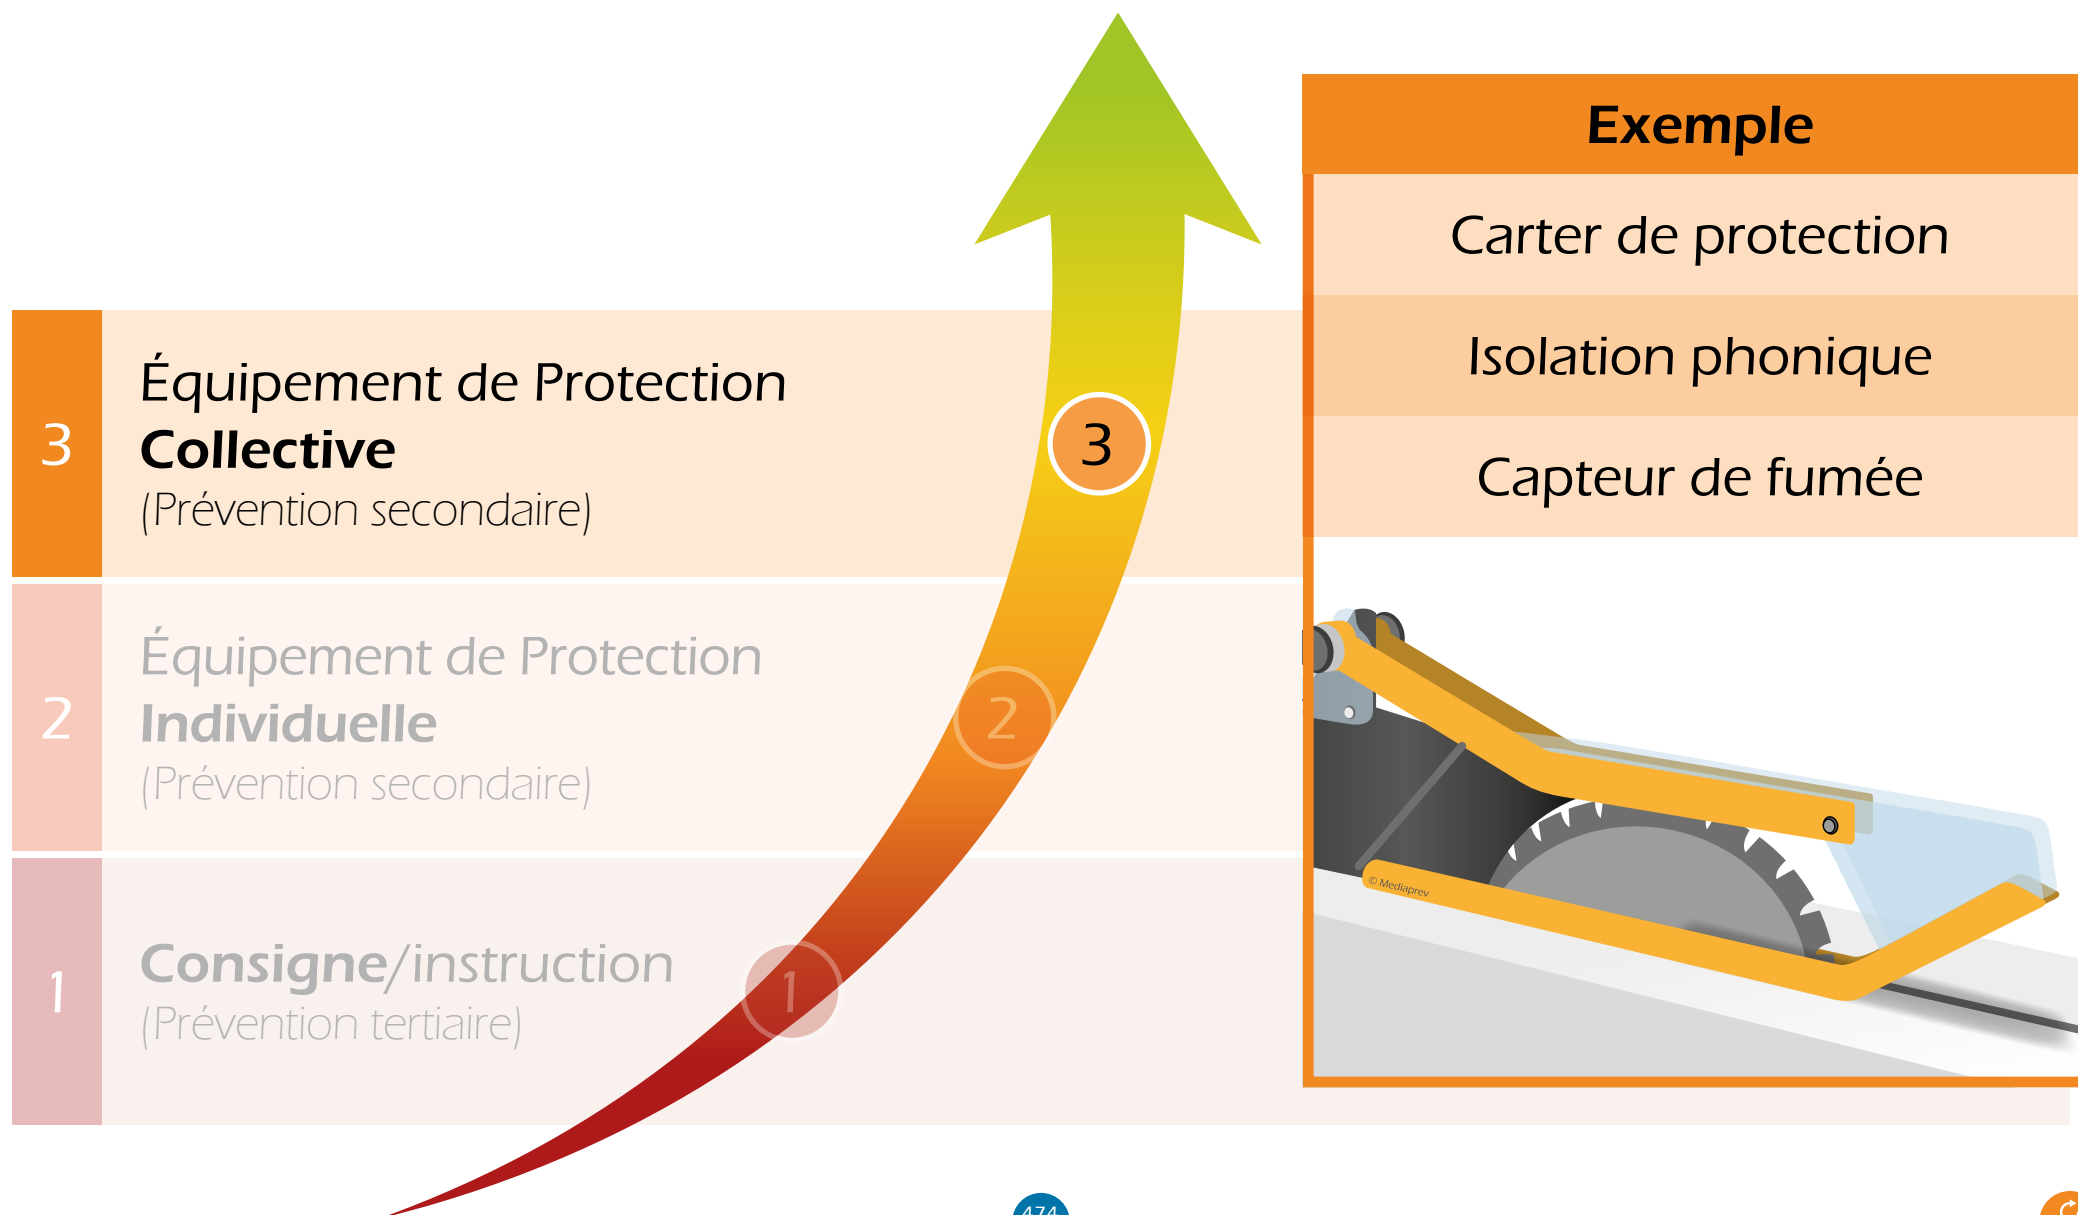 Exemple
Carter de protection
Isolation phonique
Capteur de fumée
3
Équipement de Protection
Collective
(Prévention secondaire)
3
2
Équipement de Protection
Individuelle
(Prévention secondaire)
2
1
Consigne/instruction
(Prévention tertiaire)
1
© Mediaprev
474